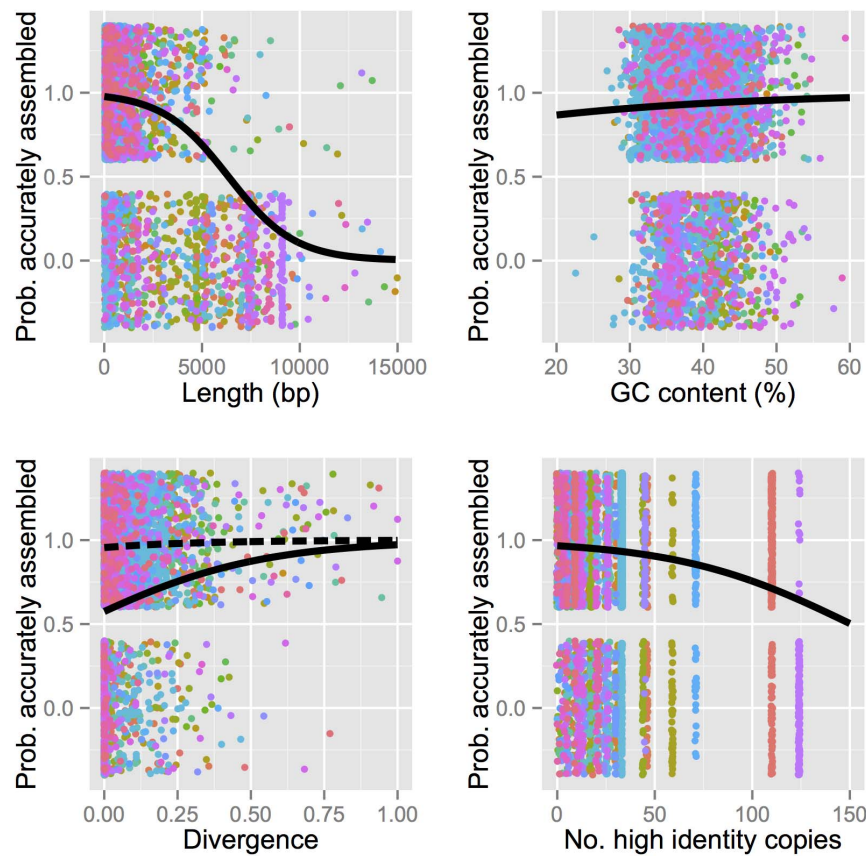 Prob. accurately assembled
1.0
0.5
0.0
0 5000 10000 15000
Length (bp)
Prob. accurately assembled
1.0
0.5
0.0
20 30 40 50 60
GC content (%)
Prob. accurately assembled
1.0
0.5
0.0
0.00 0.25 0.50 0.75 1.00
Divergence
Prob. accurately assembled
1.0
0.5
0.0
0 50 100 150
No. high identity copies